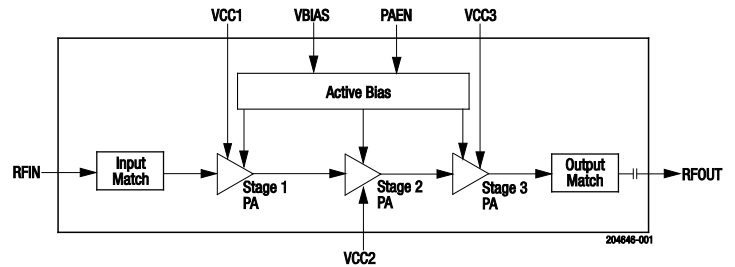 VCC1
VBIAS
PAEN
VCC3
Active Bias
RFIN
Input
Match
Stage 1
PA
Stage 2
PA
Stage 3
PA
Output
Match
RFOUT
204646-001
VCC2